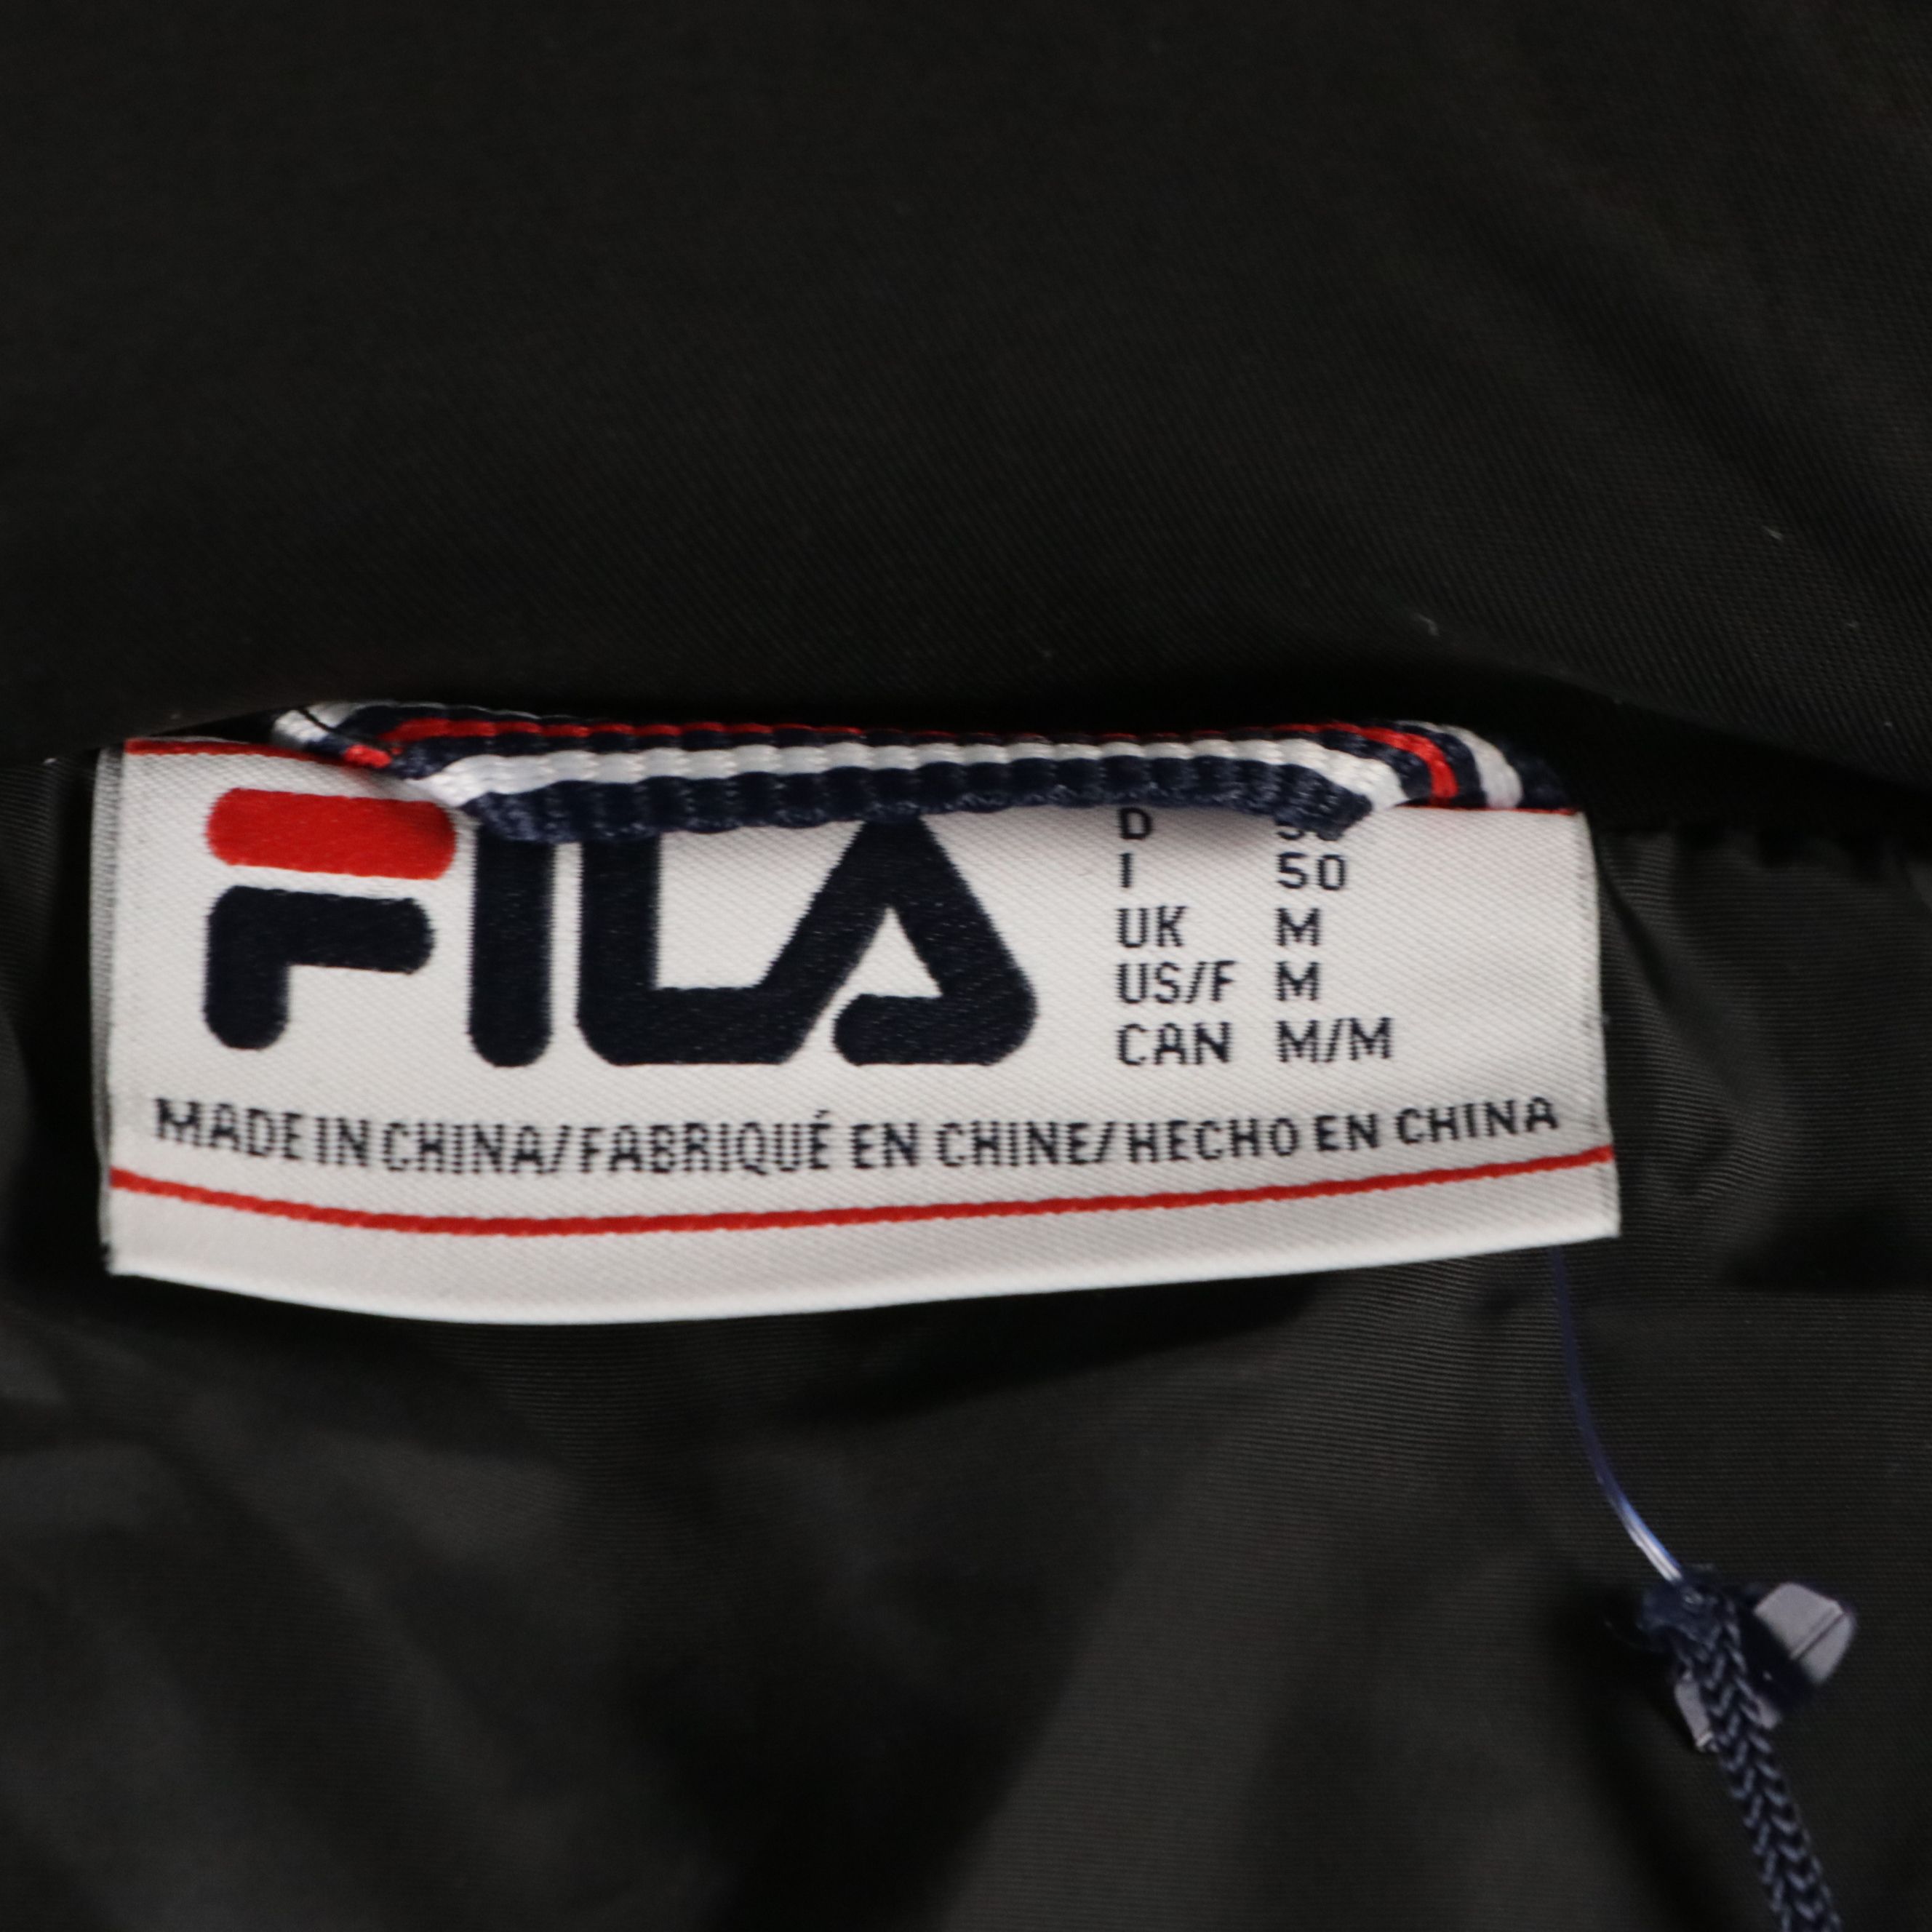 FILA
D
I 50
UK M
US/F M
CAN M/M
MADE IN CHINA/FABRIQUÉ EN CHINE/HECHO EN CHINA